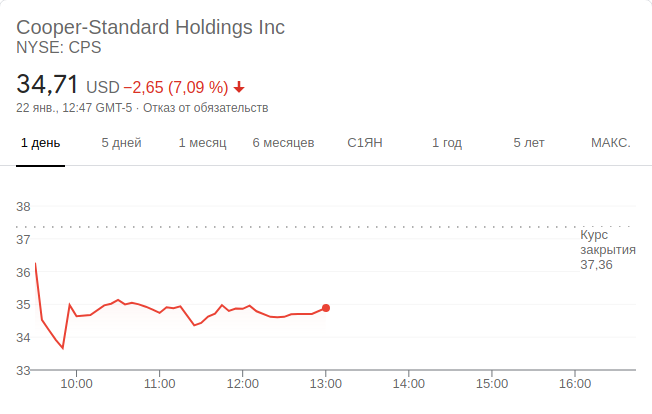 Cooper-Standard Holdings Inc
NYSE: CPS
34,71 USD −2,65 (7,09 %)
22 янв., 12:47 GMT-5 · Отказ от обязательств
1 день 5 дней 1 месяц 6 месяцев С1ЯН 1 год 5 лет МАКС.
38
37
36
35
34
33
Курс
закрытия
37,36
10:00 11:00 12:00 13:00 14:00 15:00 16:00